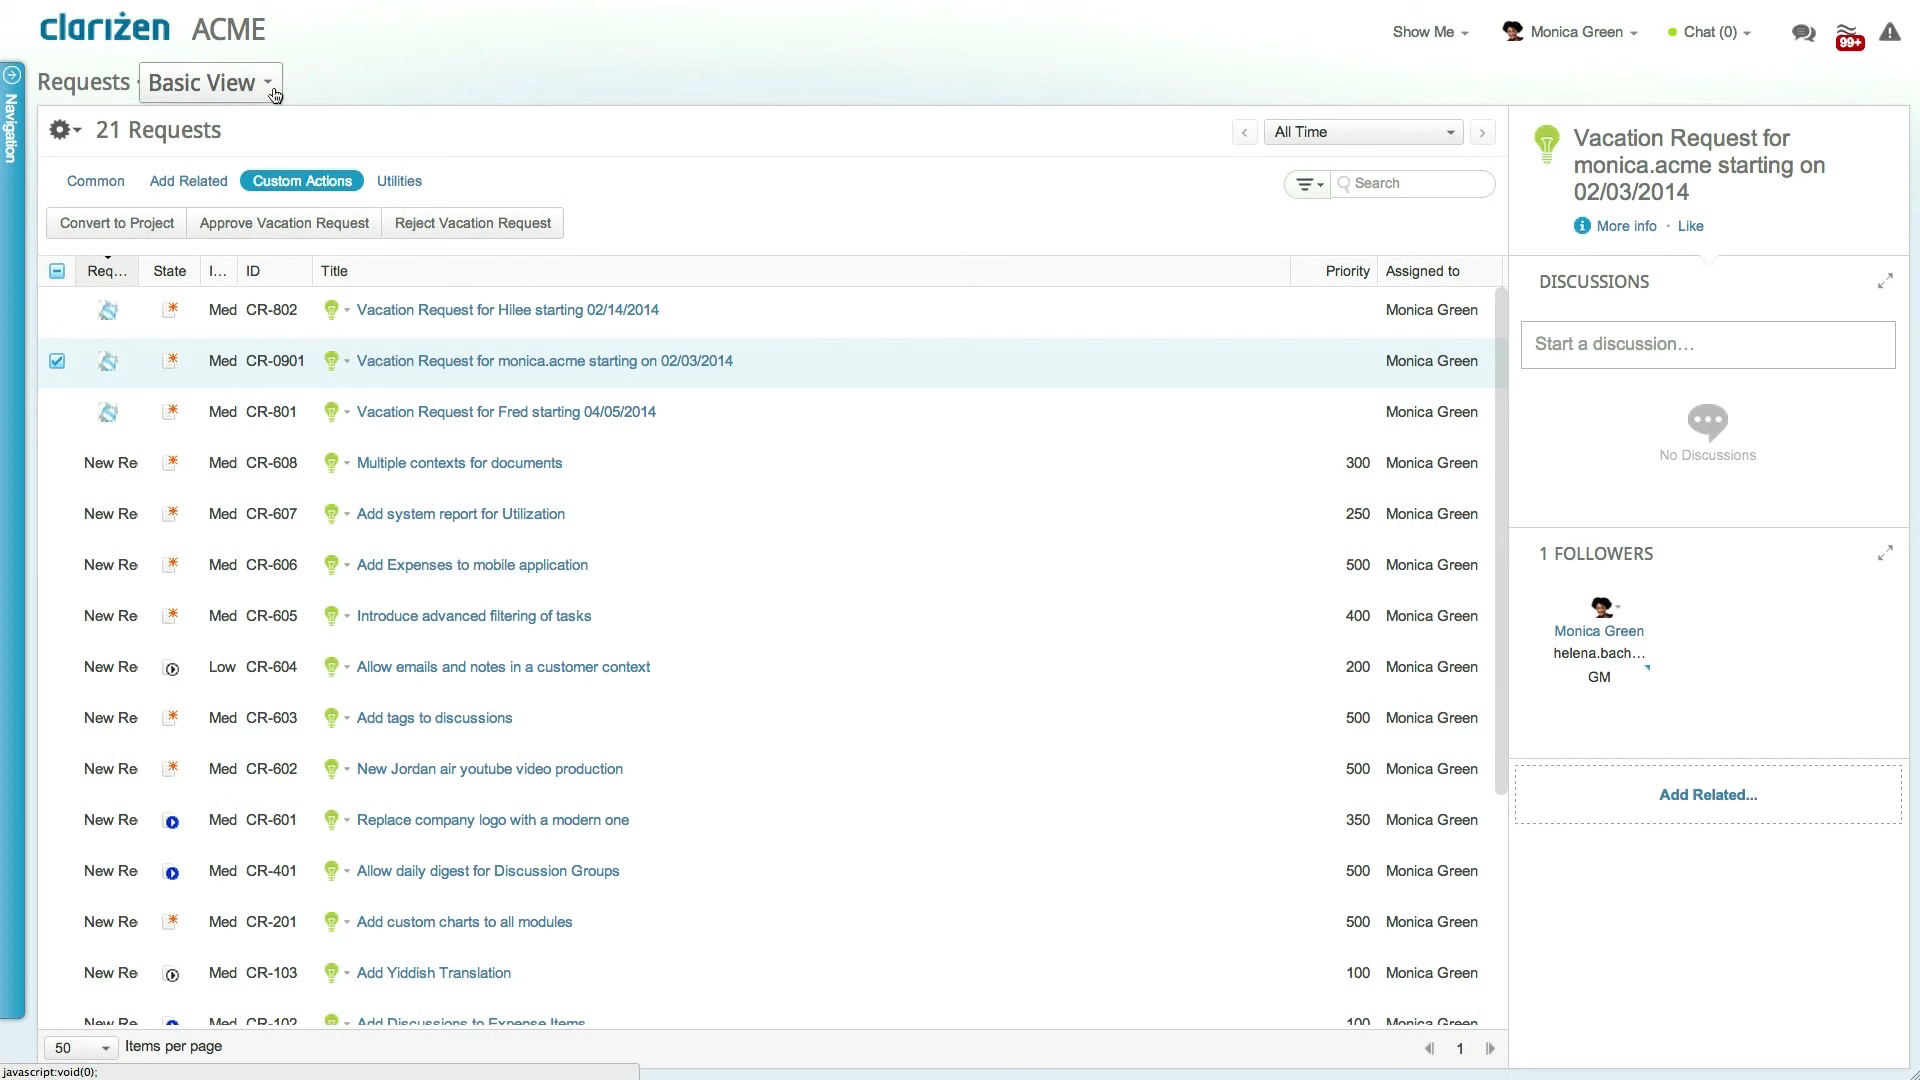 clarizen ACME
Show Me
Monica Green
Chat (0)
99+
Navigation
Requests · Basic View
21 Requests
All Time
Common Add Related Custom Actions Utilities
Search
Convert to Project Approve Vacation Request Reject Vacation Request
Req... State I... ID Title Priority Assigned to
Med CR-802 Vacation Request for Hilee starting 02/14/2014 Monica Green
Med CR-0901 Vacation Request for monica.acme starting on 02/03/2014 Monica Green
Med CR-801 Vacation Request for Fred starting 04/05/2014 Monica Green
New Re Med CR-608 Multiple contexts for documents 300 Monica Green
New Re Med CR-607 Add system report for Utilization 250 Monica Green
New Re Med CR-606 Add Expenses to mobile application 500 Monica Green
New Re Med CR-605 Introduce advanced filtering of tasks 400 Monica Green
New Re Low CR-604 Allow emails and notes in a customer context 200 Monica Green
New Re Med CR-603 Add tags to discussions 500 Monica Green
New Re Med CR-602 New Jordan air youtube video production 500 Monica Green
New Re Med CR-601 Replace company logo with a modern one 350 Monica Green
New Re Med CR-401 Allow daily digest for Discussion Groups 500 Monica Green
New Re Med CR-201 Add custom charts to all modules 500 Monica Green
New Re Med CR-103 Add Yiddish Translation 100 Monica Green
New Re Med CR-102 Add Discussions to Expense Items 100 Monica Green
50 Items per page
1
javascript:void(0);
Vacation Request for
monica.acme starting on
02/03/2014
More info · Like
DISCUSSIONS
Start a discussion...
No Discussions
1 FOLLOWERS
Monica Green
helena.bach...
GM
Add Related...